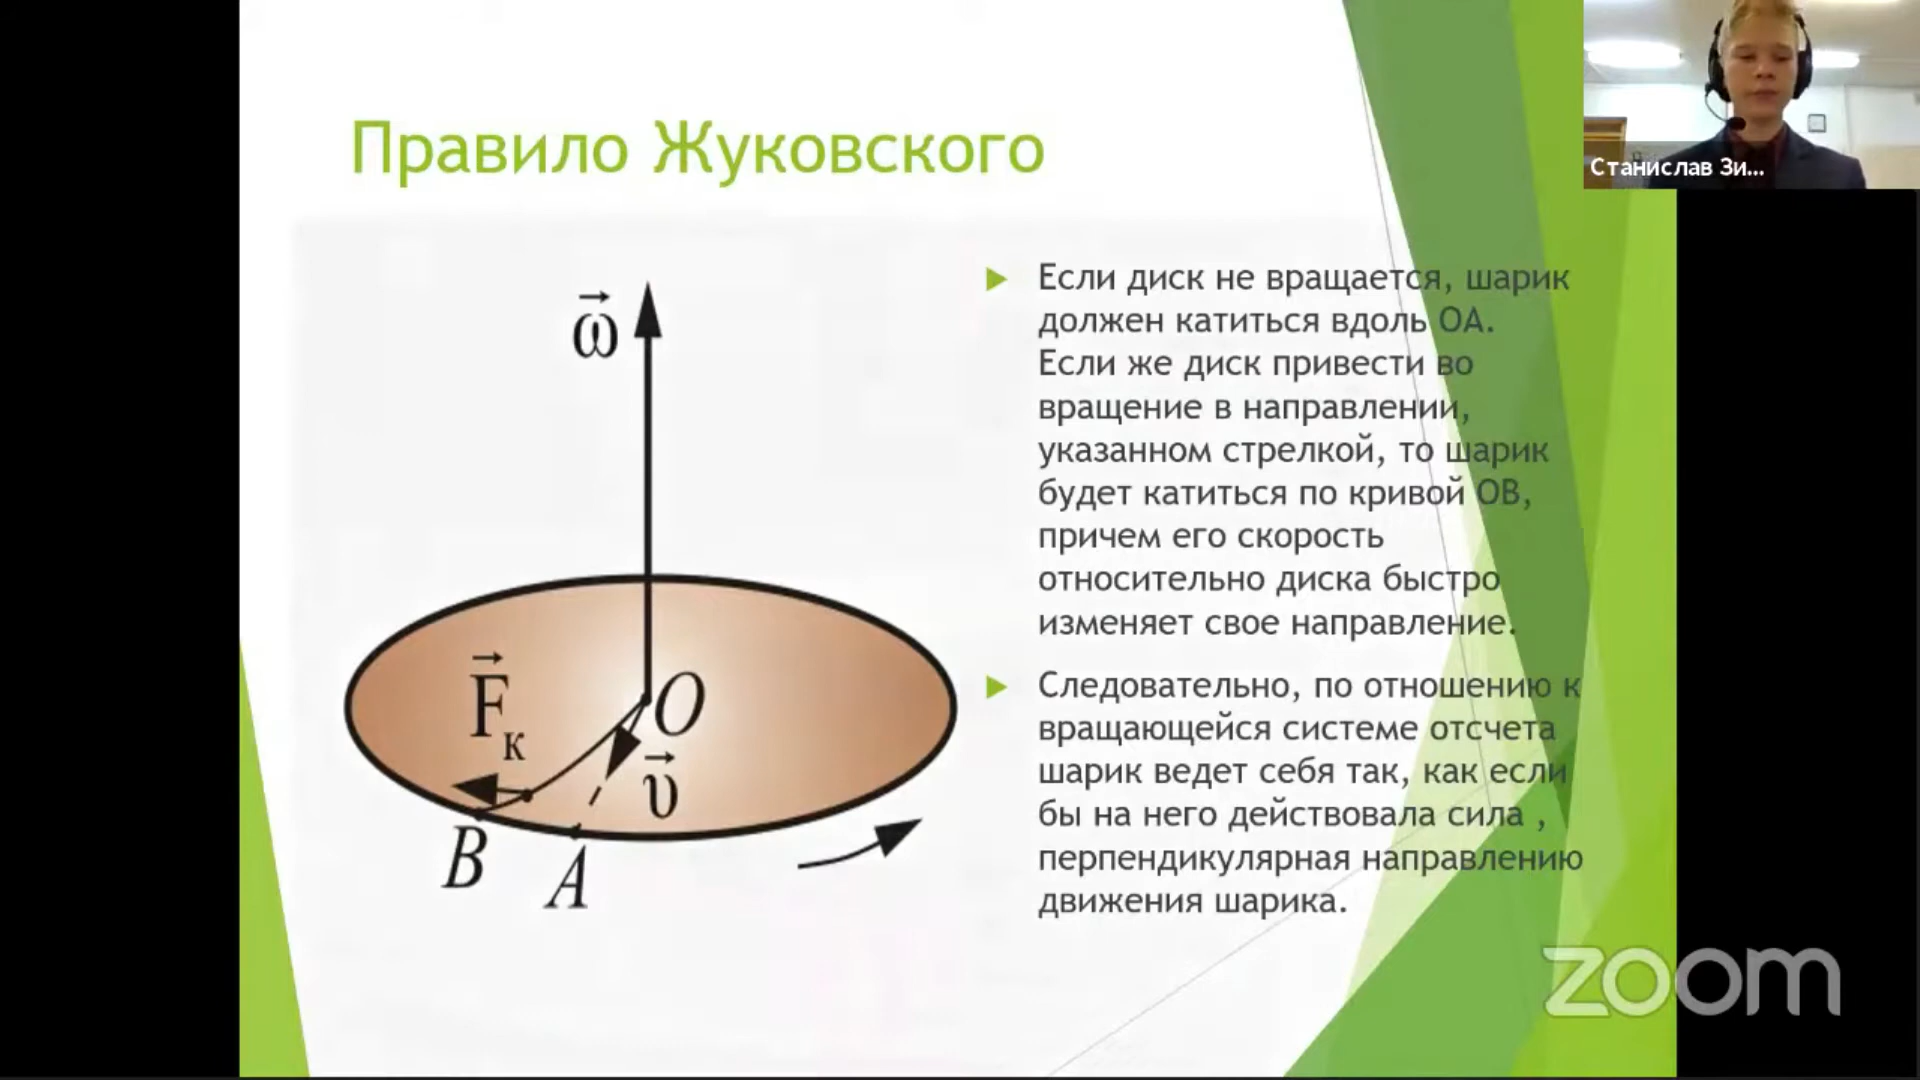 Правило Жуковского
Станислав Зи...
Если диск не вращается, шарик
должен катиться вдоль OA.
Если же диск привести во
вращение в направлении,
указанном стрелкой, то шарик
будет катиться по кривой OB,
причем его скорость
относительно диска быстро
изменяет свое направление.
Следовательно, по отношению к
вращающейся системе отсчета
шарик ведет себя так, как если
бы на него действовала сила ,
перпендикулярная направлению
движения шарика.
ω
F
к
O
υ
B
A
zoom